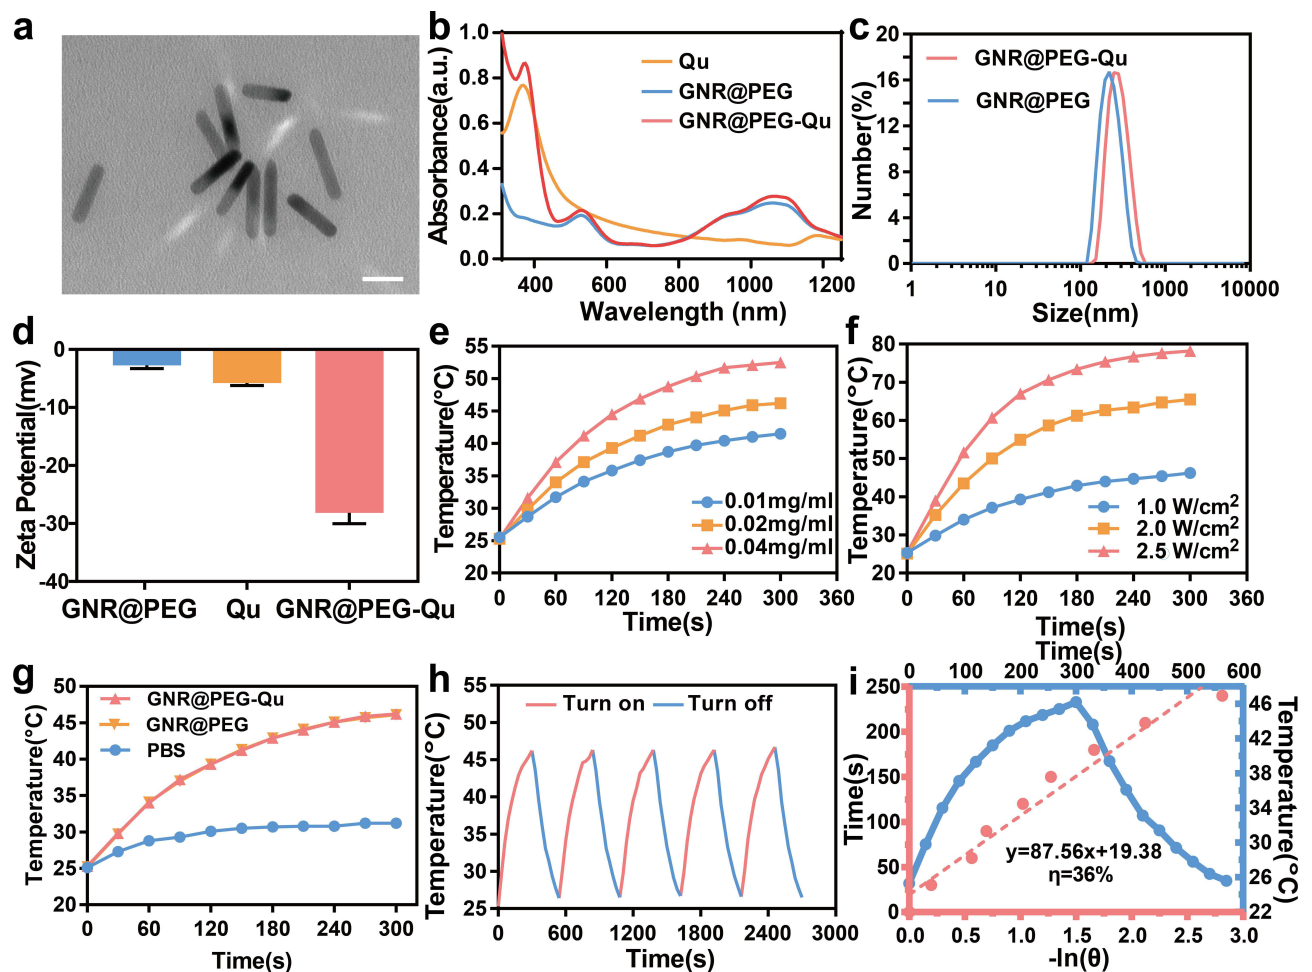 a
b
1.0
0.8
0.6
0.4
0.2
0.0
Absorbance(a.u.)
Qu
GNR@PEG
GNR@PEG-Qu
400
600
800
1000
1200
Wavelength (nm)
c
20
16
12
8
4
0
Number(%)
GNR@PEG-Qu
GNR@PEG
1
10
100
1000
10000
Size(nm)
d
0
-10
-20
-30
-40
Zeta Potential(mv)
GNR@PEG
Qu
GNR@PEG-Qu
e
55
50
45
40
35
30
25
20
Temperature(°C)
0.01mg/ml
0.02mg/ml
0.04mg/ml
0
60
120
180
240
300
360
Time(s)
f
80
70
60
50
40
30
20
Temperature(°C)
1.0 W/cm²
2.0 W/cm²
2.5 W/cm²
0
60
120
180
240
300
360
Time(s)
g
50
45
40
35
30
25
20
Temperature(°C)
GNR@PEG-Qu
GNR@PEG
PBS
0
60
120
180
240
300
Time(s)
h
50
45
40
35
30
25
Temperature(°C)
Turn on
Turn off
0
600
1200
1800
2400
3000
Time(s)
i
Time(s)
0
100
200
300
400
500
600
250
200
150
100
50
0
Time(s)
46
42
38
34
30
26
22
Temperature(°C)
y=87.56x+19.38
η=36%
0.0
0.5
1.0
1.5
2.0
2.5
3.0
-ln(θ)